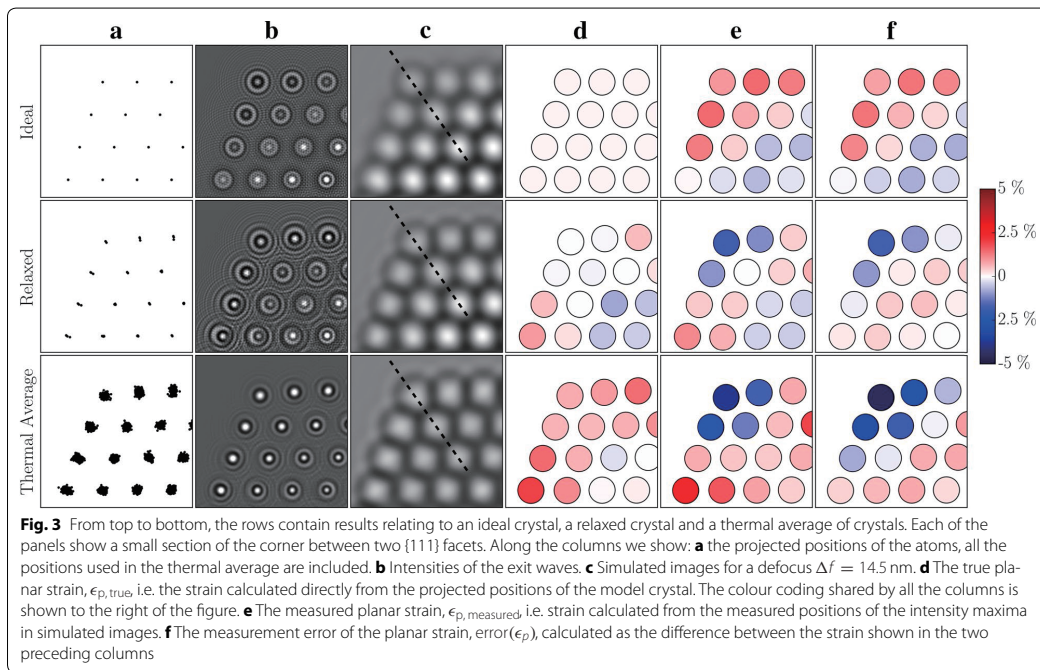 a b c d e f
Ideal
Relaxed
Thermal Average
5 %
2.5 %
0
2.5 %
-5 %
Fig. 3 From top to bottom, the rows contain results relating to an ideal crystal, a relaxed crystal and a thermal average of crystals. Each of the
panels show a small section of the corner between two {111} facets. Along the columns we show: a the projected positions of the atoms, all the
positions used in the thermal average are included. b Intensities of the exit waves. c Simulated images for a defocus Δf = 14.5 nm. d The true pla-
nar strain, ϵp,true, i.e. the strain calculated directly from the projected positions of the model crystal. The colour coding shared by all the columns is
shown to the right of the figure. e The measured planar strain, ϵp, measured, i.e. strain calculated from the measured positions of the intensity maxima
in simulated images. f The measurement error of the planar strain, error(ϵp), calculated as the difference between the strain shown in the two
preceding columns